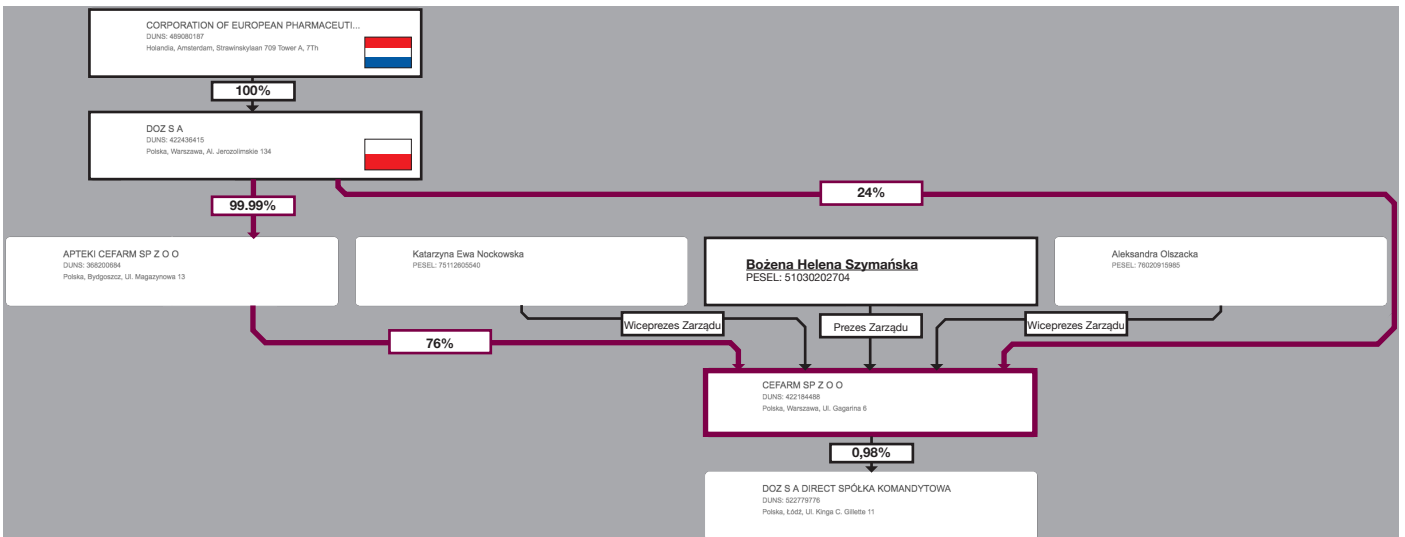 CORPORATION OF EUROPEAN PHARMACEUTI...
DUNS: 489080187
Holandia, Amsterdam, Strawinskylaan 709 Tower A, 7Th
100%
DOZ S A
DUNS: 422436415
Polska, Warszawa, Al. Jerozolimskie 134
24%
99.99%
APTEKI CEFARM SP Z O O
DUNS: 368200684
Polska, Bydgoszcz, Ul. Magazynowa 13
Katarzyna Ewa Nockowska
PESEL: 75112605540
Bożena Helena Szymańska
PESEL: 51030202704
Aleksandra Olszacka
PESEL: 76020915985
Wiceprezes Zarządu
Prezes Zarządu
Wiceprezes Zarządu
76%
CEFARM SP Z O O
DUNS: 422184488
Polska, Warszawa, Ul. Gagarina 6
0,98%
DOZ S A DIRECT SPÓŁKA KOMANDYTOWA
DUNS: 522779776
Polska, Łódź, Ul. Kinga C. Gillette 11